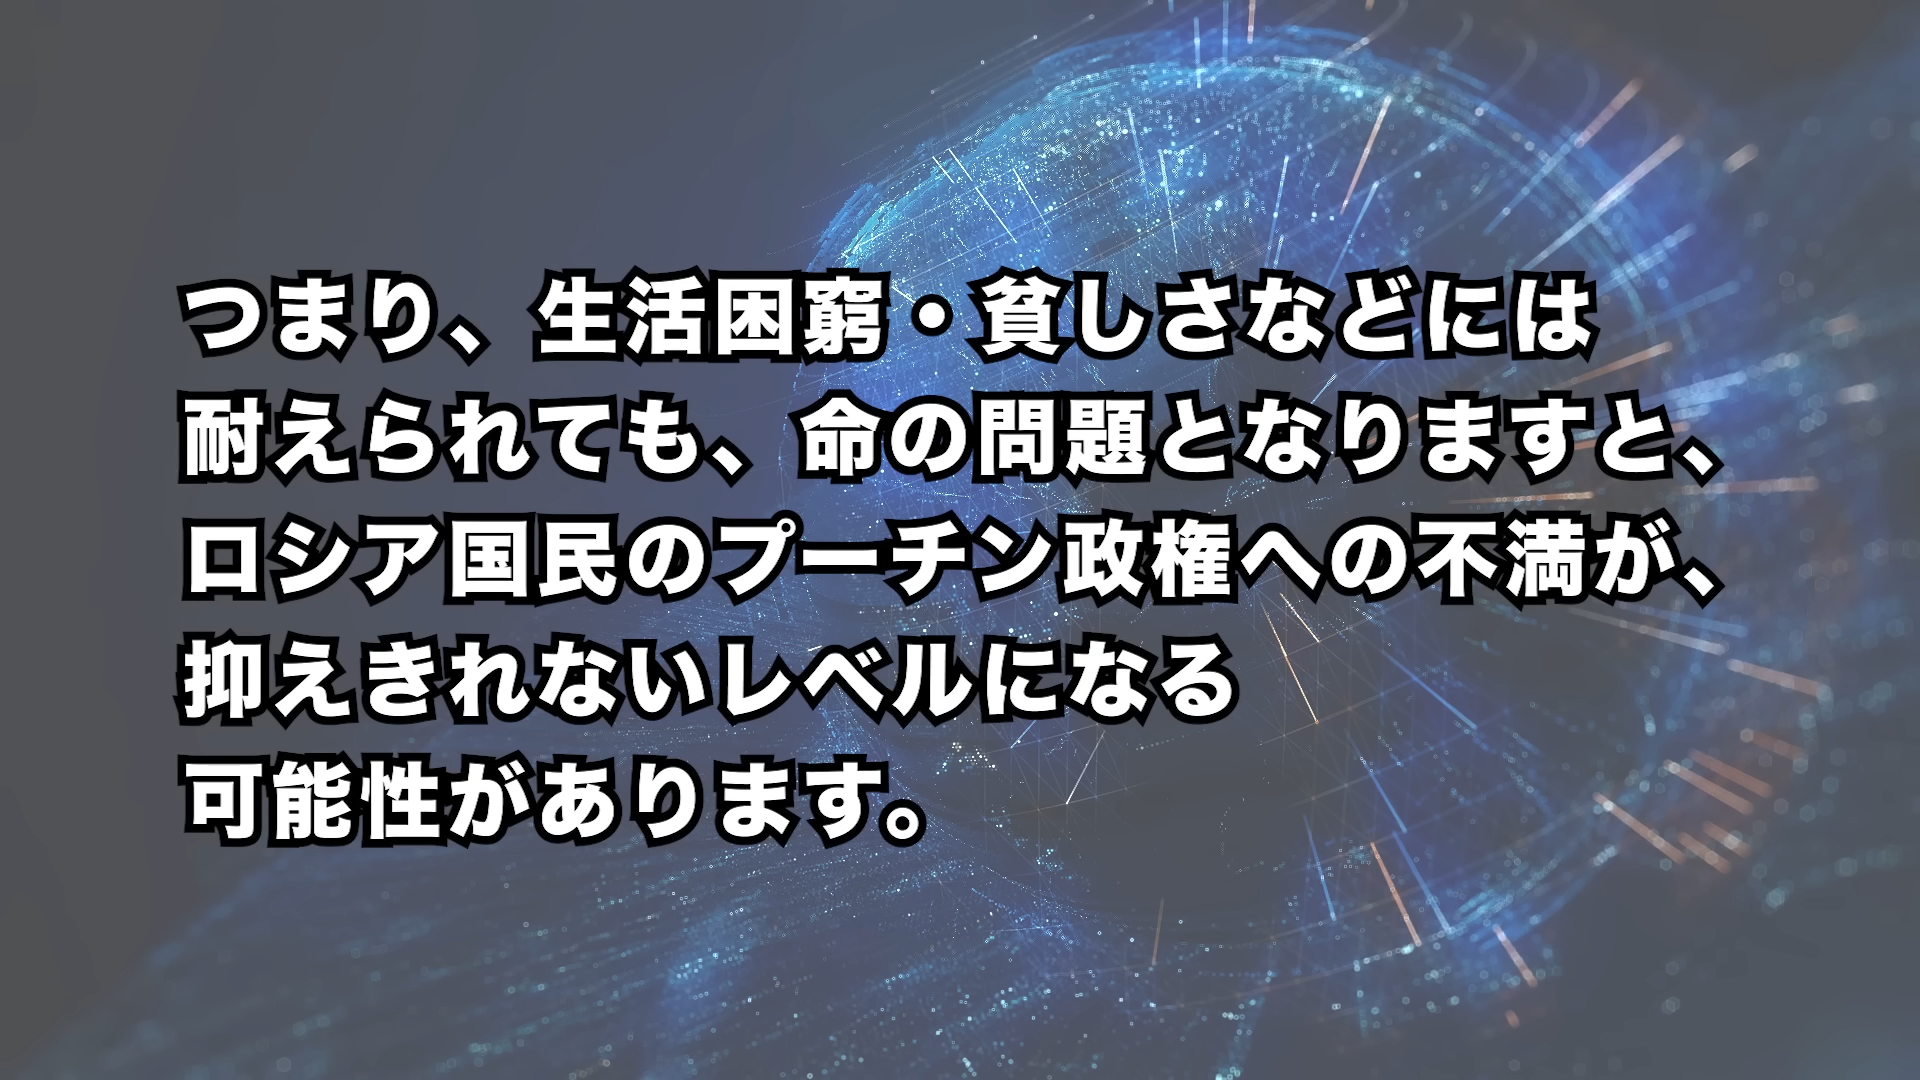 つまり、生活困窮・貧しさなどには
耐えられても、命の問題となりますと、
ロシア国民のプーチン政権への不満が、
抑えきれないレベルになる
可能性があります。